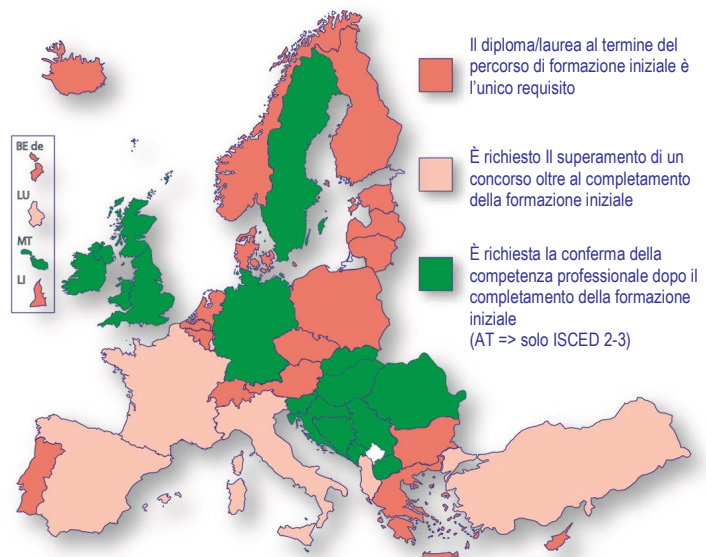 Il diploma/laurea al termine del
percorso di formazione iniziale è
l'unico requisito
BE de
LU
MT
LI
È richiesto Il superamento di un
concorso oltre al completamento
della formazione iniziale
È richiesta la conferma della
competenza professionale dopo il
completamento della formazione
iniziale
(AT => solo ISCED 2-3)